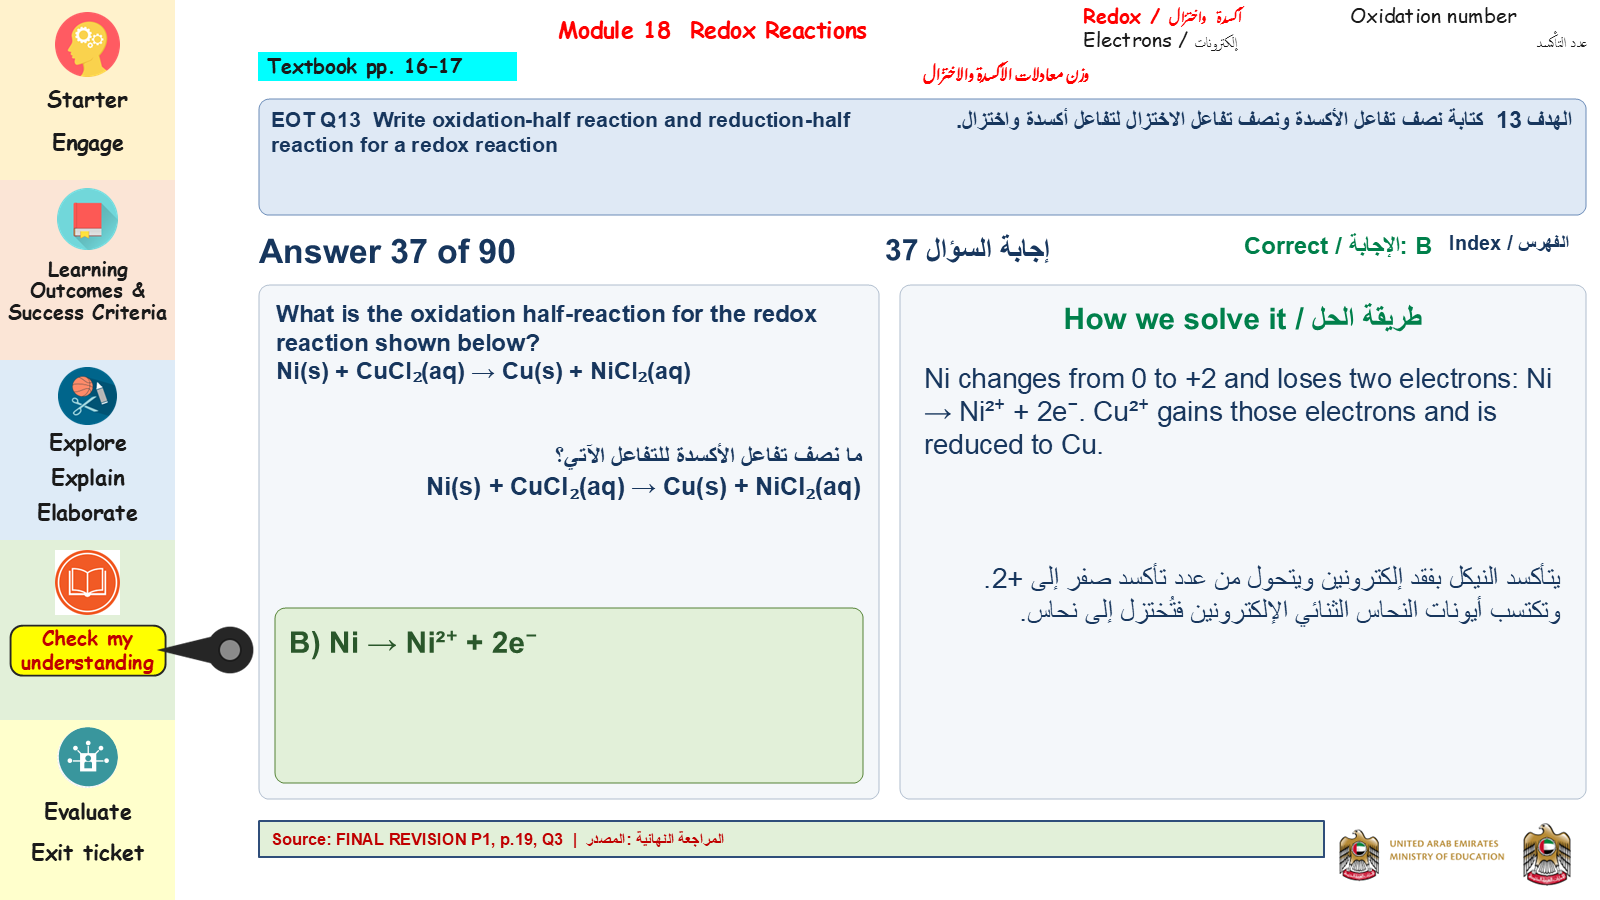 Starter
Engage
Learning
Outcomes &
Success Criteria
Explore
Explain
Elaborate
Check my
understanding
Evaluate
Exit ticket
Module 18 Redox Reactions
Redox / أكسدة واختزال
Electrons / إلكترونات
Oxidation number
عدد التأكسد
Textbook pp. 16–17
وزن معادلات الأكسدة والاختزال
EOT Q13 Write oxidation-half reaction and reduction-half
reaction for a redox reaction
الهدف 13 كتابة نصف تفاعل الأكسدة ونصف تفاعل الاختزال لتفاعل أكسدة واختزال.
Answer 37 of 90
إجابة السؤال 37
Correct / الإجابة: B
Index / الفهرس
What is the oxidation half-reaction for the redox
reaction shown below?
Ni(s) + CuCl₂(aq) → Cu(s) + NiCl₂(aq)
ما نصف تفاعل الأكسدة للتفاعل الآتي؟
Ni(s) + CuCl₂(aq) → Cu(s) + NiCl₂(aq)
B) Ni → Ni²⁺ + 2e⁻
How we solve it / طريقة الحل
Ni changes from 0 to +2 and loses two electrons: Ni
→ Ni²⁺ + 2e⁻. Cu²⁺ gains those electrons and is
reduced to Cu.
يتأكسد النيكل بفقد إلكترونين ويتحول من عدد تأكسد صفر إلى +2.
وتكتسب أيونات النحاس الثنائي الإلكترونين فتُختزل إلى نحاس.
Source: FINAL REVISION P1, p.19, Q3 | المراجعة النهائية :المصدر
UNITED ARAB EMIRATES
MINISTRY OF EDUCATION